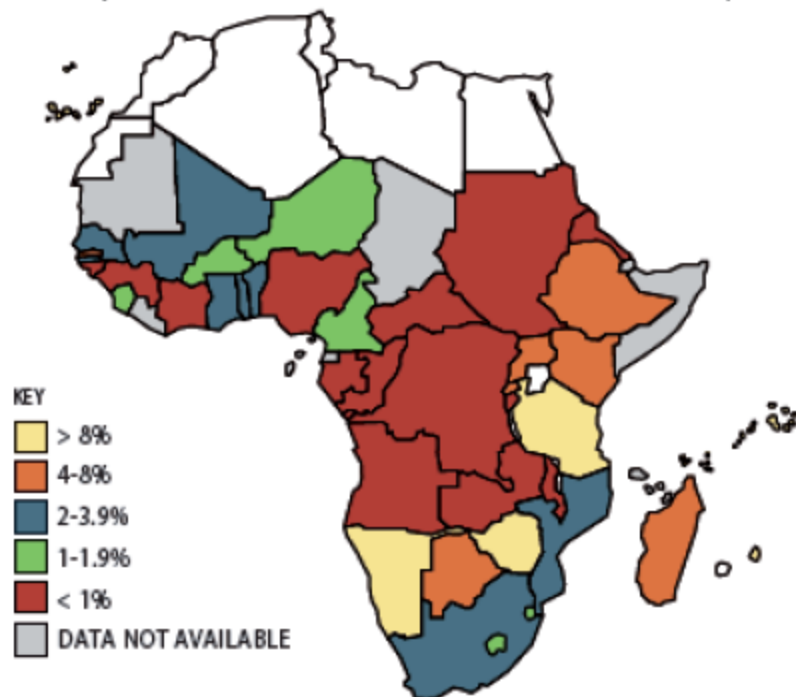 KEY
> 8%
4-8%
2-3.9%
1-1.9%
< 1%
DATA NOT AVAILABLE